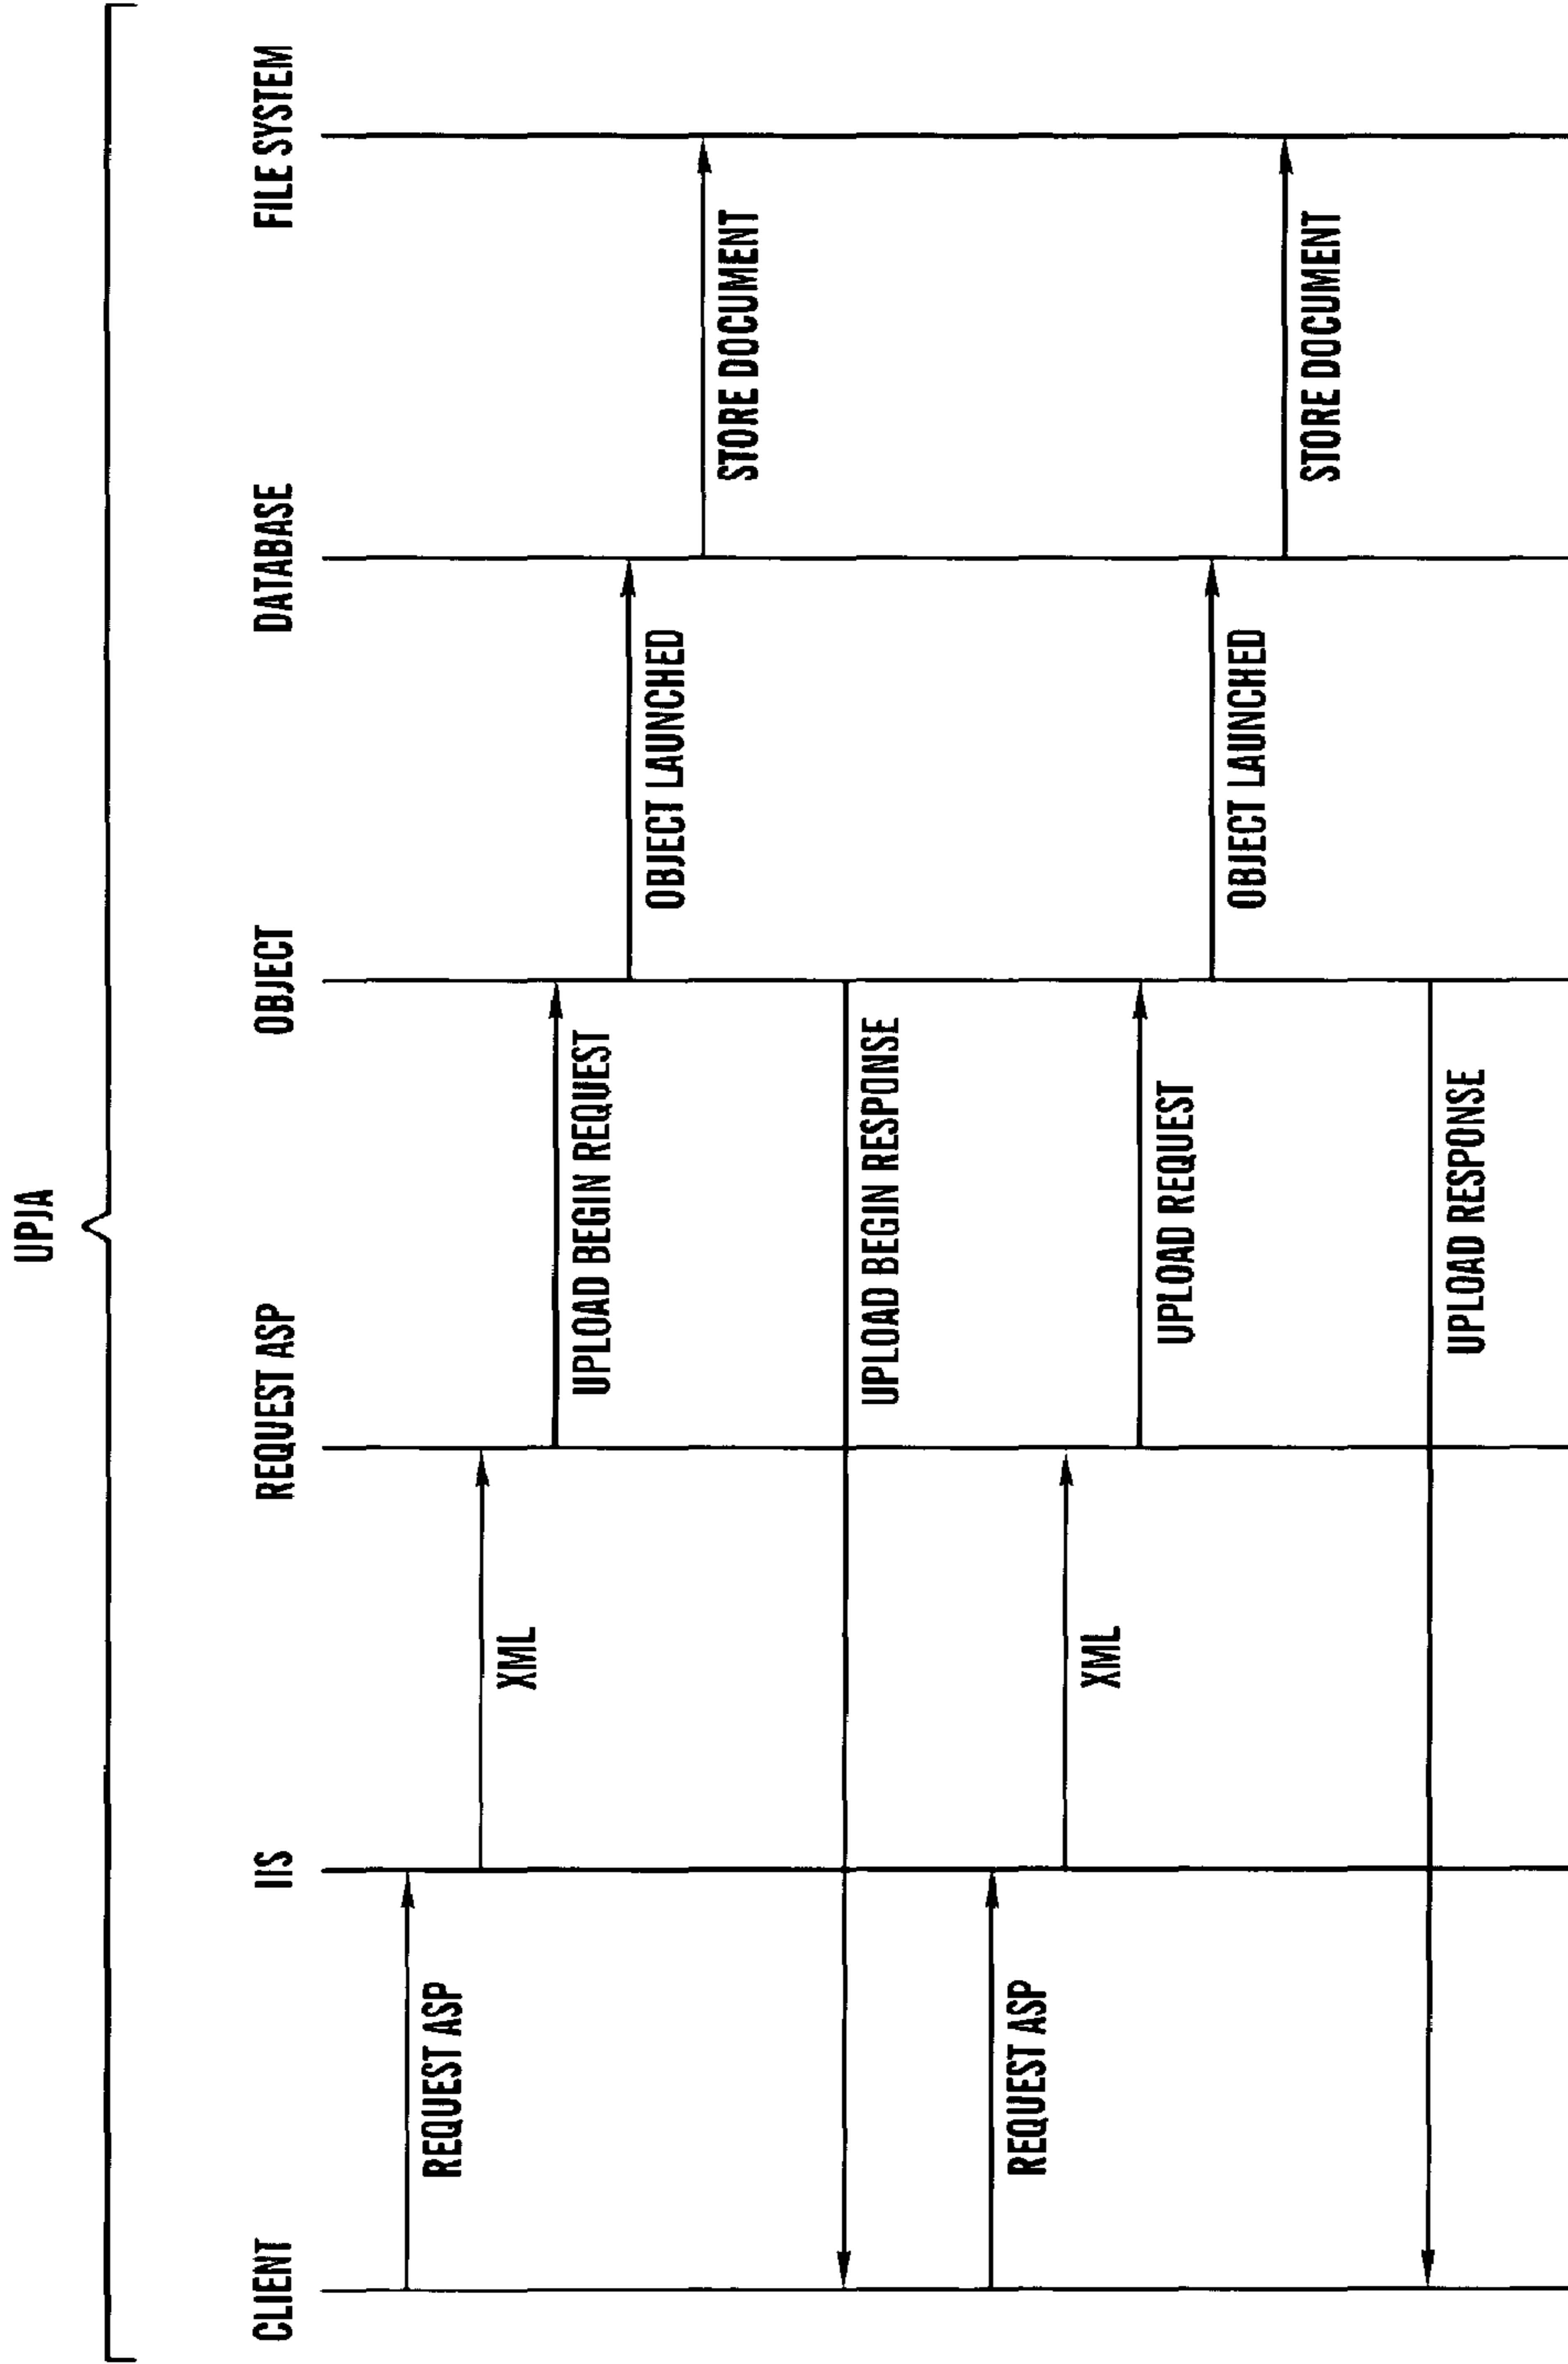 UPJA
CLIENT
IIS
REQUEST ASP
OBJECT
DATABASE
FILE SYSTEM
REQUEST ASP
XML
UPLOAD BEGIN REQUEST
OBJECT LAUNCHED
STORE DOCUMENT
UPLOAD BEGIN RESPONSE
REQUEST ASP
XML
UPLOAD REQUEST
OBJECT LAUNCHED
STORE DOCUMENT
UPLOAD RESPONSE